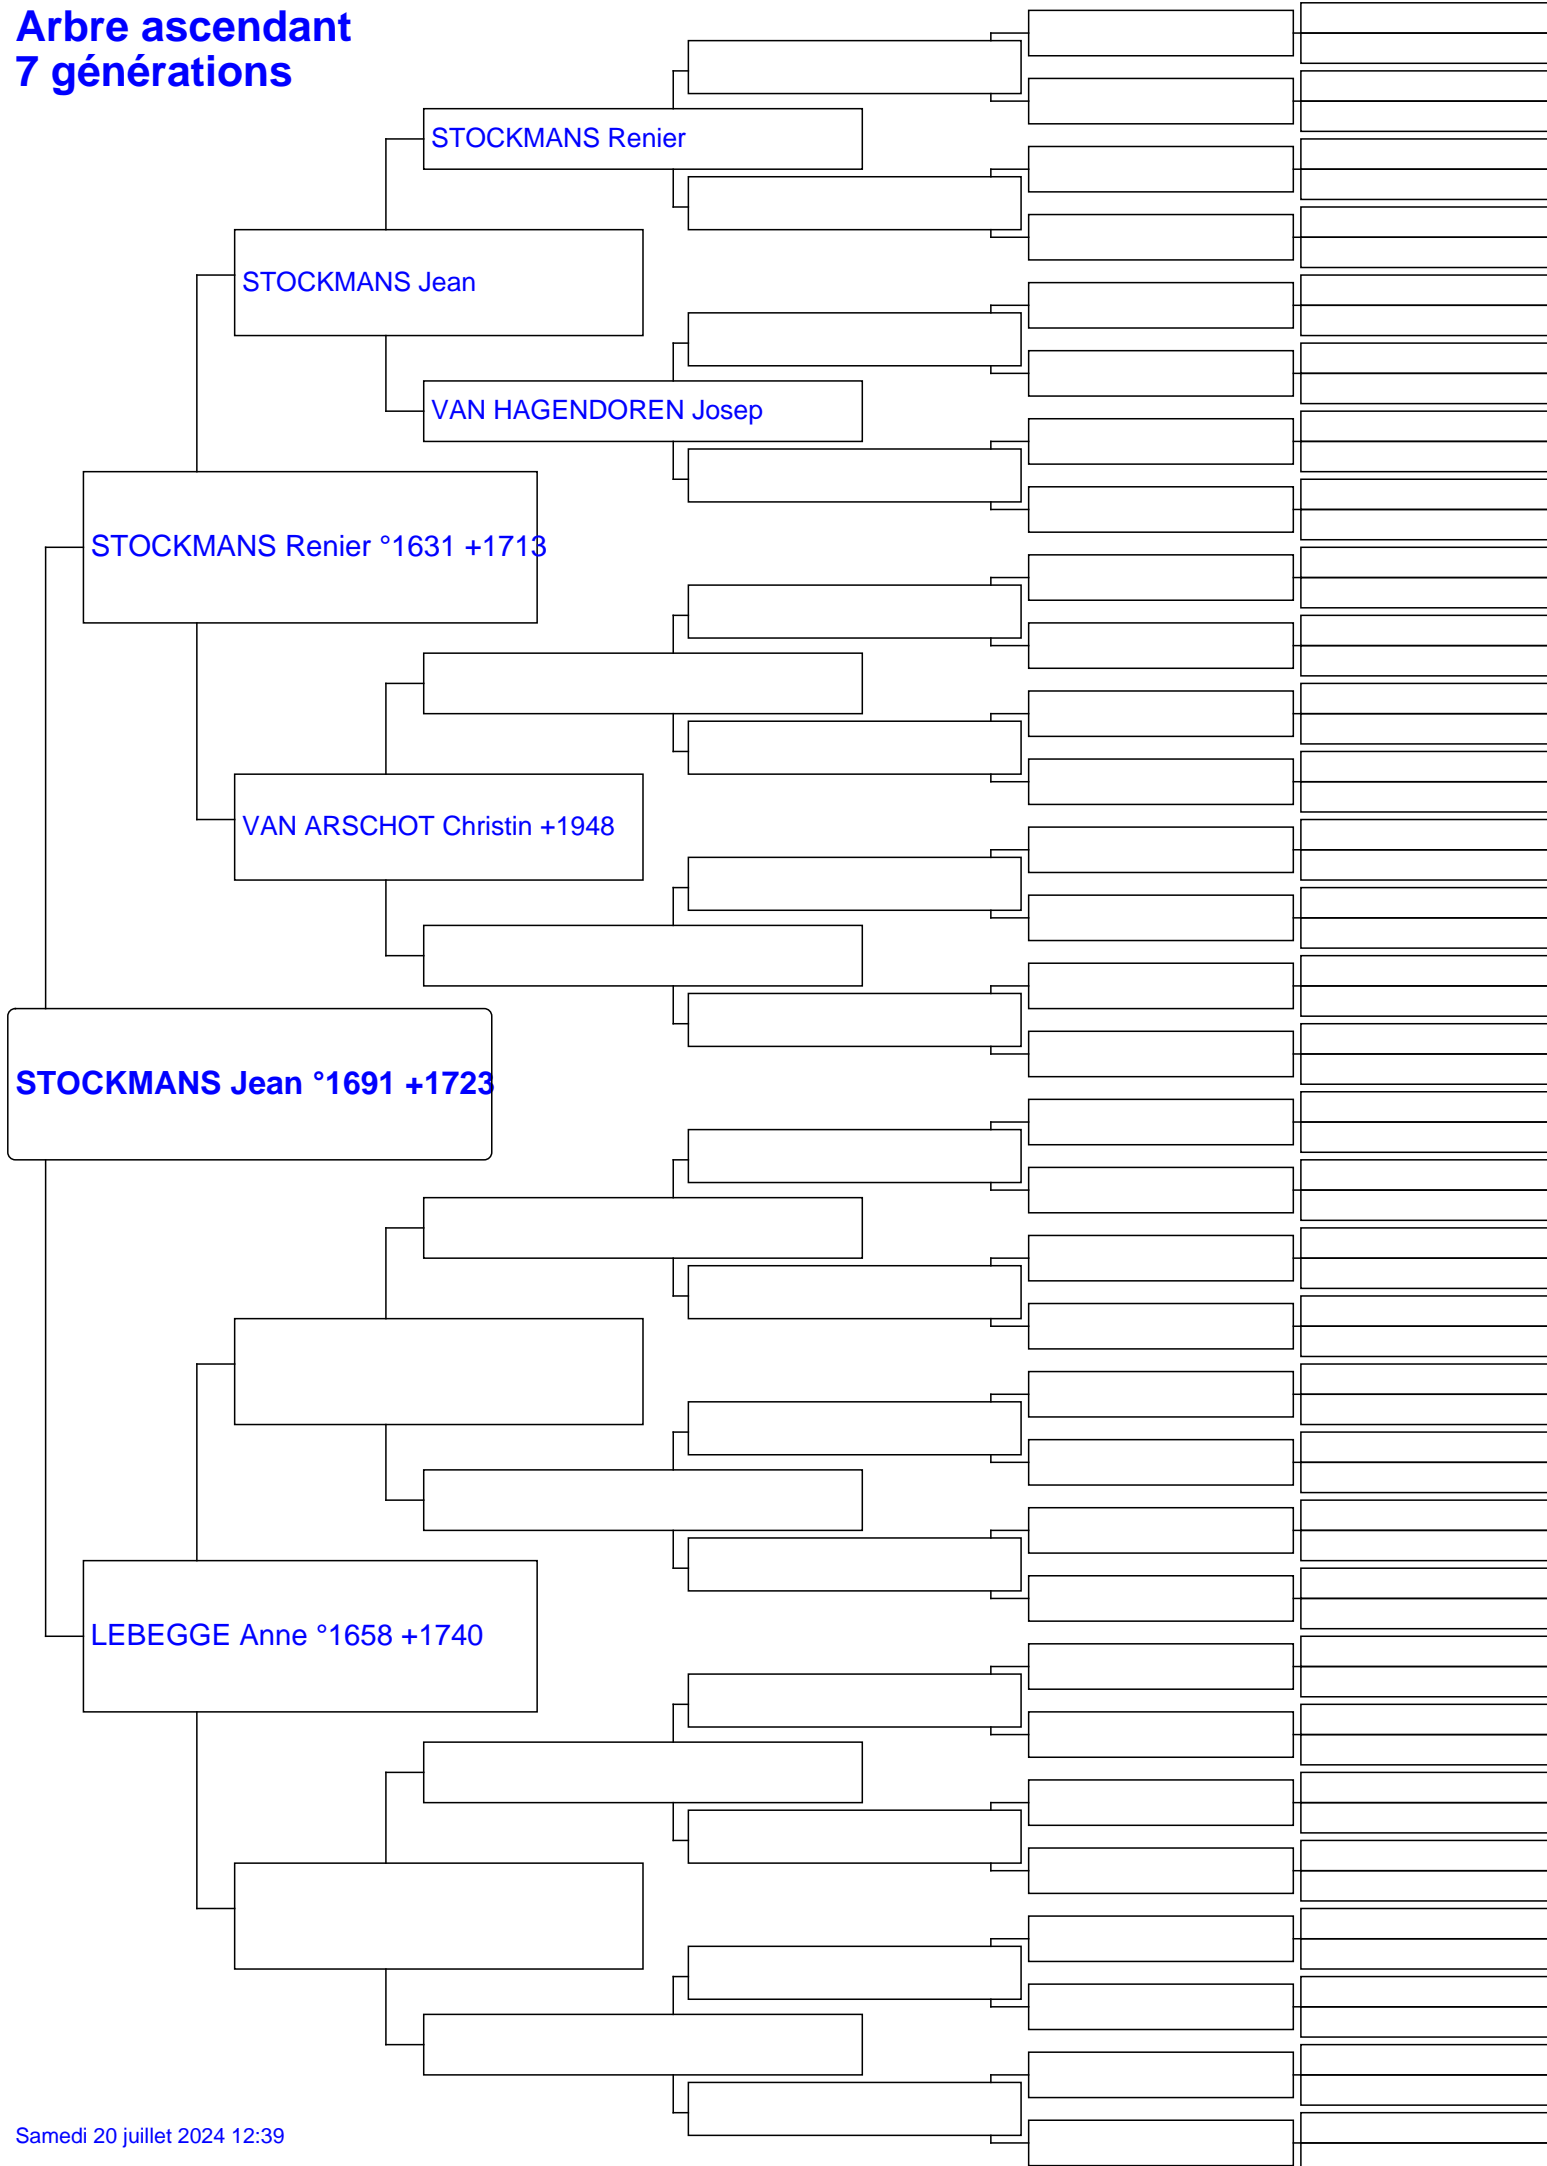 Arbre ascendant
7 générations
STOCKMANS Renier
STOCKMANS Jean
VAN HAGENDOREN Josep
STOCKMANS Renier °1631 +1713
VAN ARSCHOT Christin +1948
STOCKMANS Jean °1691 +1723
LEBEGGE Anne °1658 +1740
Samedi 20 juillet 2024 12:39